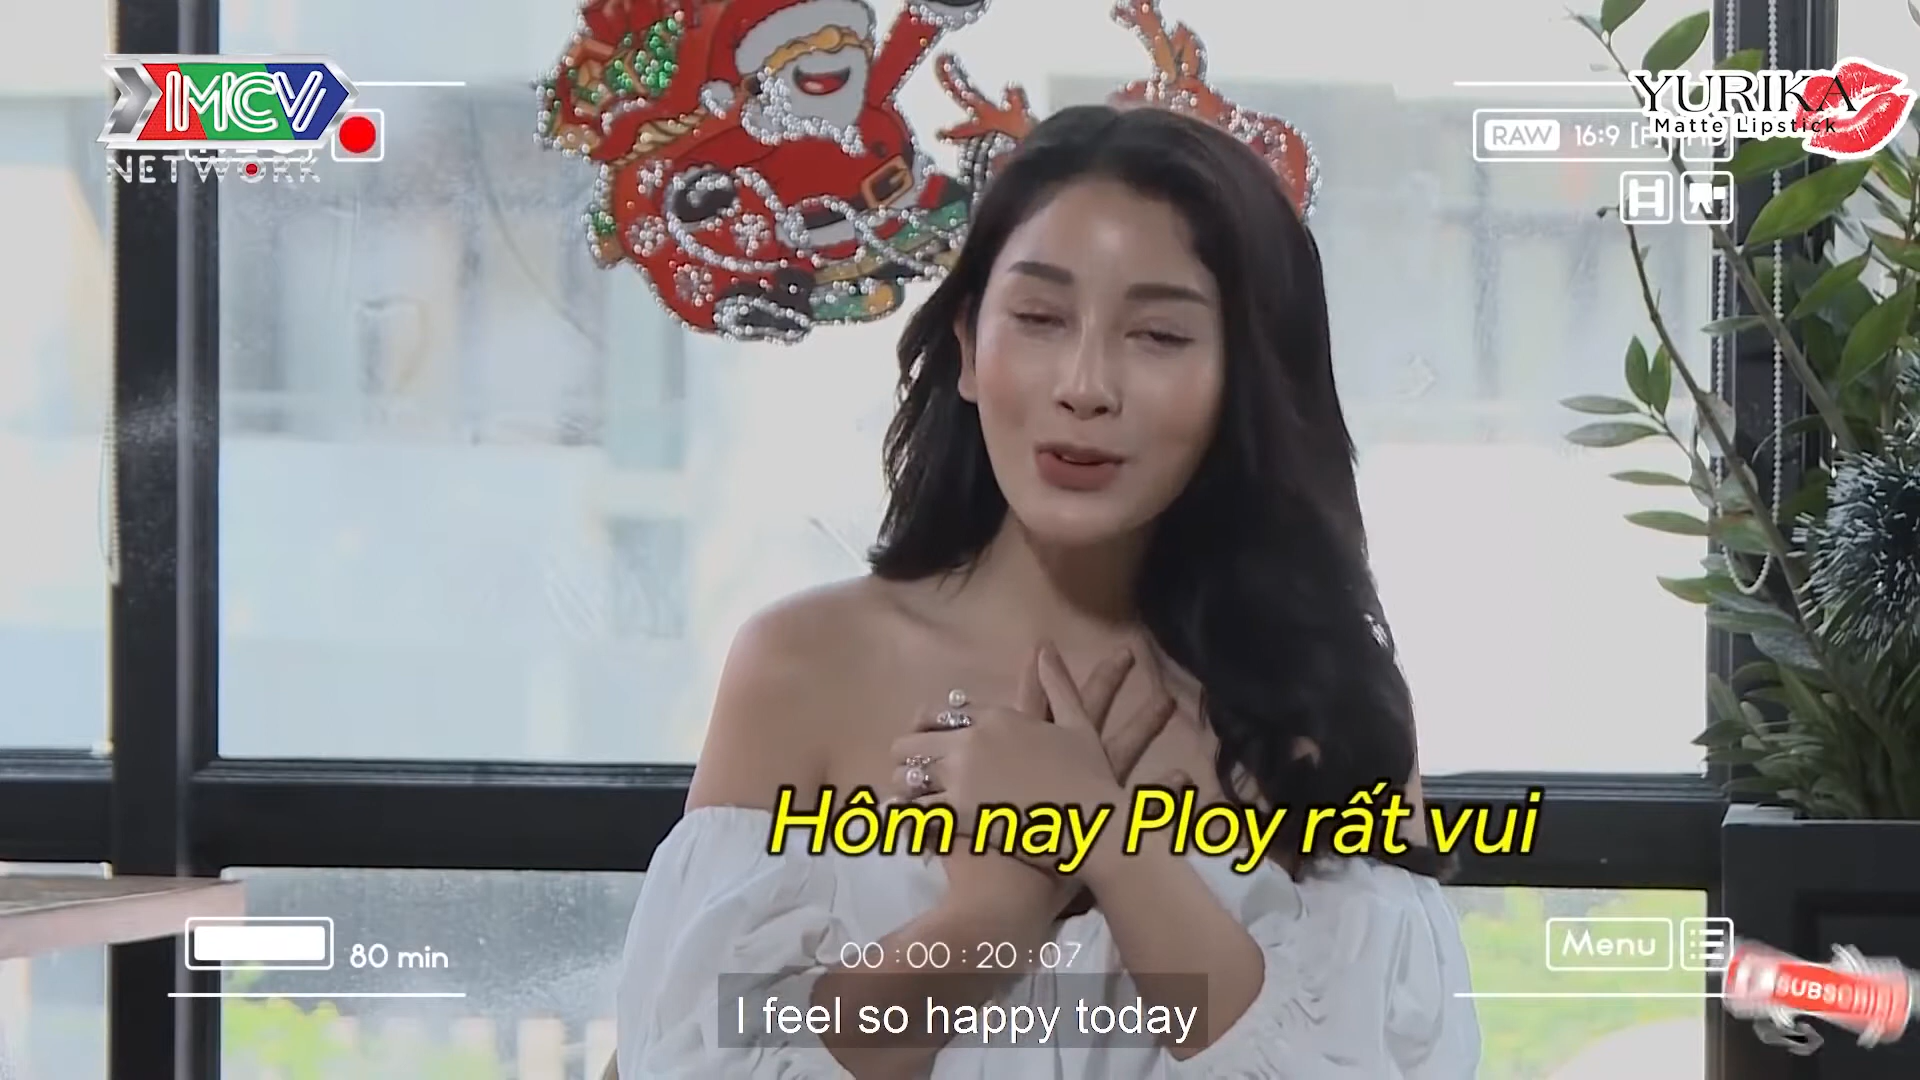 MCV
NETWORK
YURIKA
Matte Lipstick
RAW 16:9
Hôm nay Ploy rất vui
80 min
00:00:20:07
Menu
SUBSCRIBE
I feel so happy today